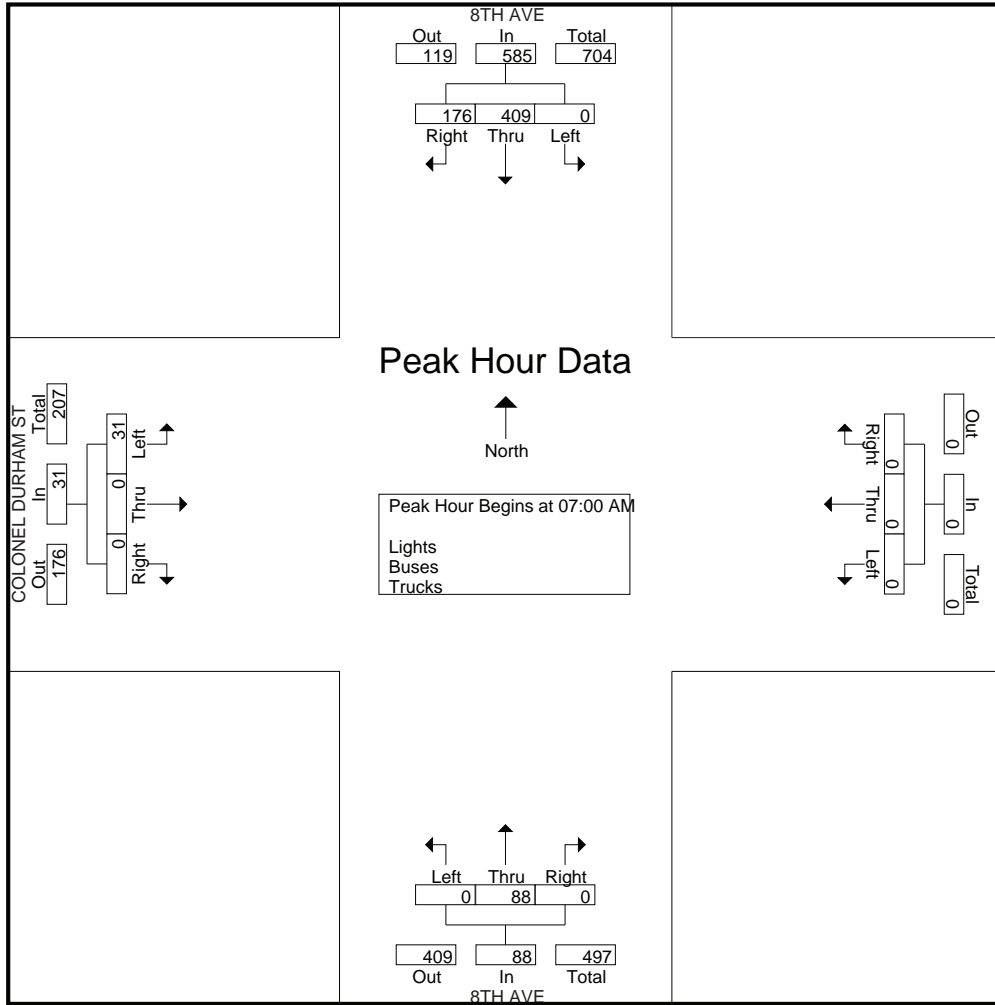 8TH AVE
Out In Total
119 585 704
176 409 0
Right Thru Left
Peak Hour Data
North
Peak Hour Begins at 07:00 AM
Lights
Buses
Trucks
COLONEL DURHAM ST
Out In Total
176 31 207
31 0 0
Left Thru Right
Out In Total
0 0 0
Right Thru Left
0 0 0
Left Thru Right
0 88 0
409 88 497
Out In Total
8TH AVE